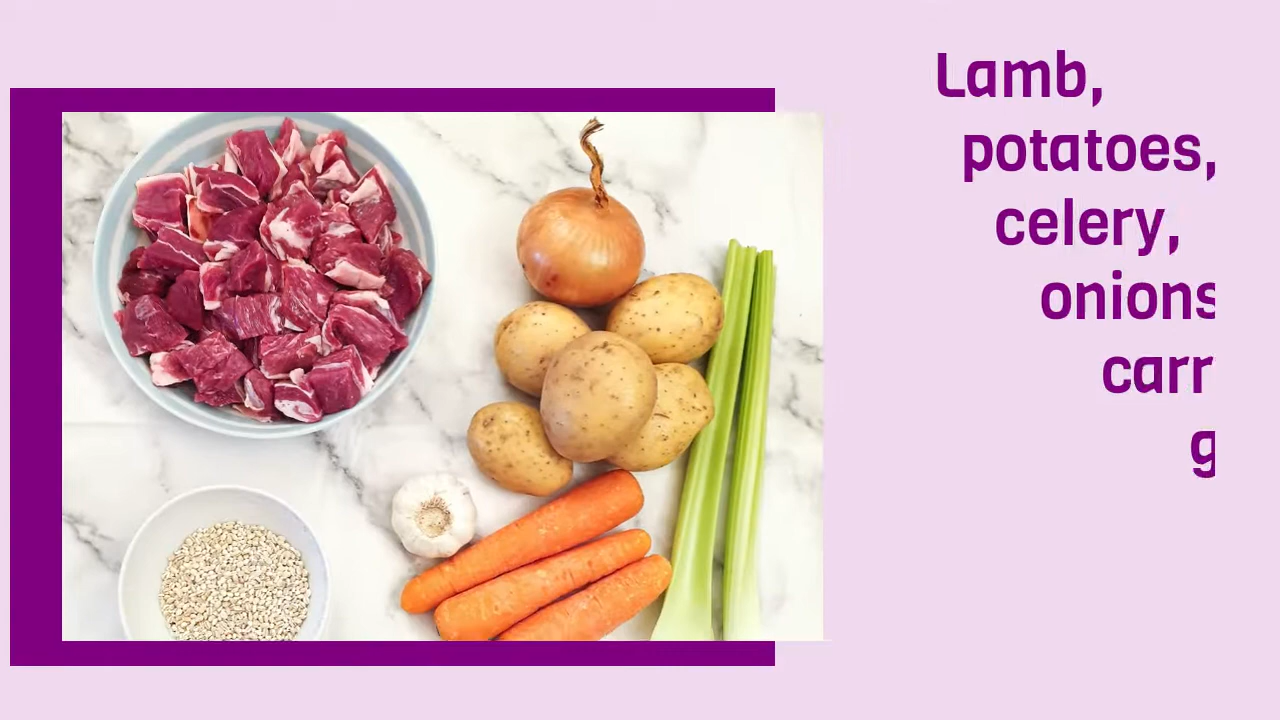 Lamb,
potatoes,
celery,
onions
carr
g